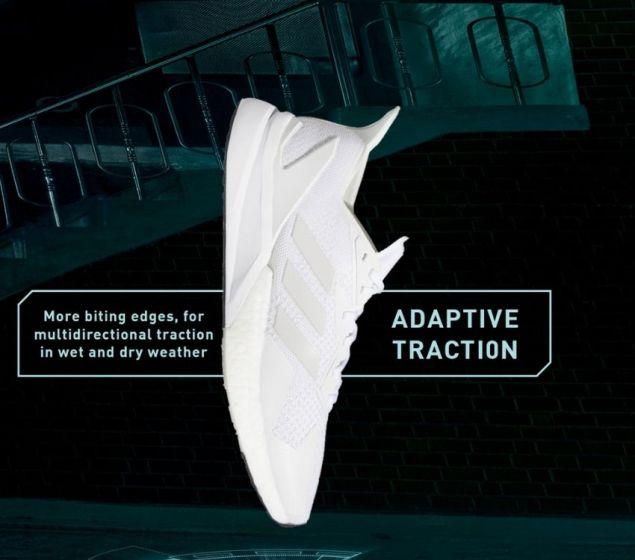 More biting edges, for
multidirectional traction
in wet and dry weather
ADAPTIVE
TRACTION